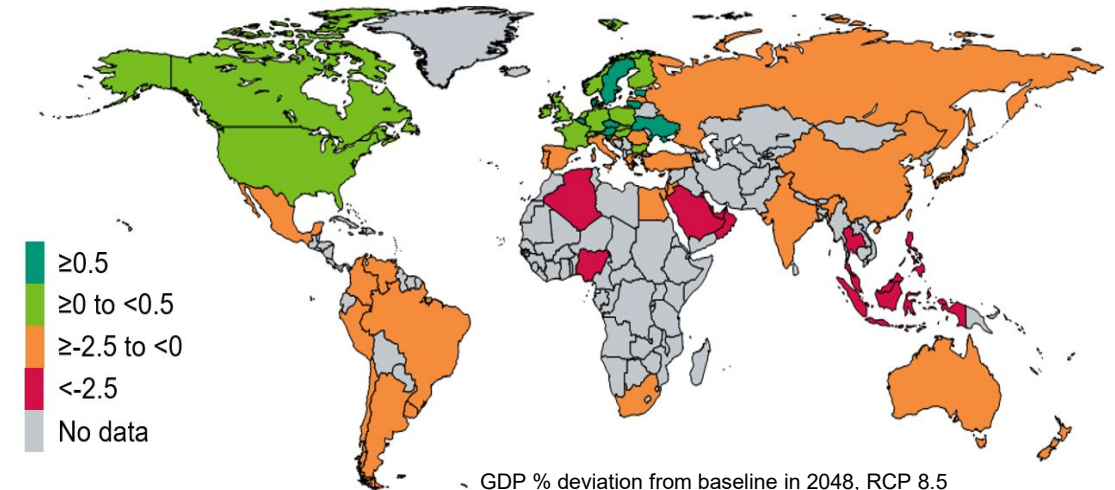 ≥0.5
≥0 to <0.5
≥-2.5 to <0
<-2.5
No data
GDP % deviation from baseline in 2048, RCP 8.5